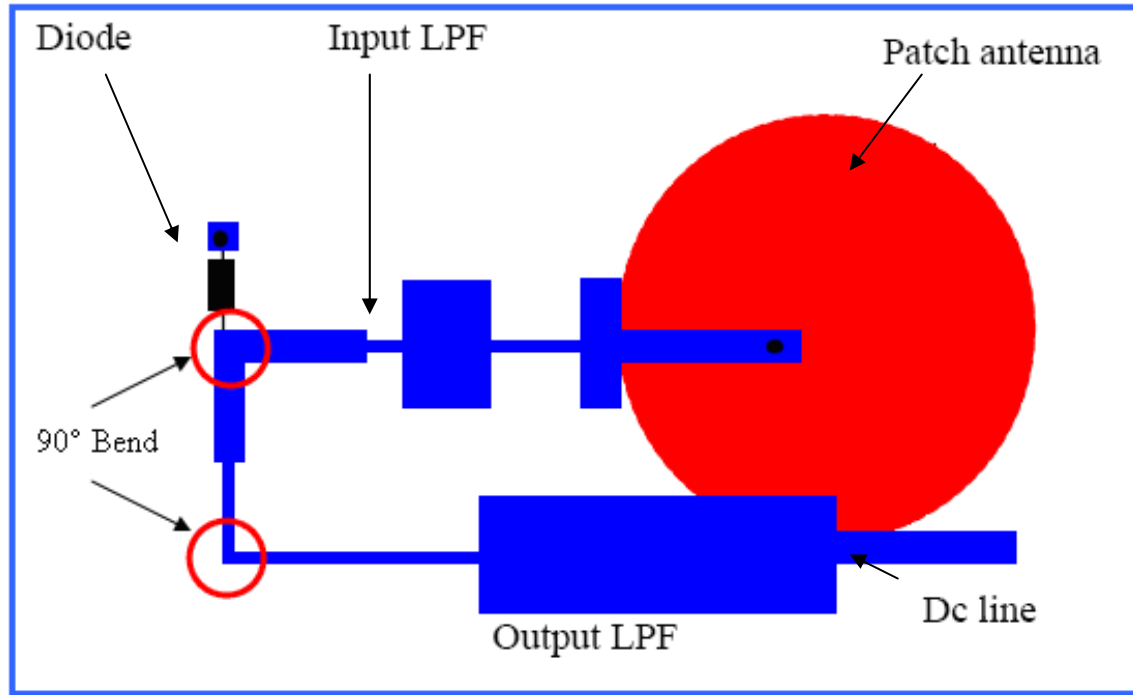 Diode
Input LPF
Patch antenna
90° Bend
Output LPF
Dc line